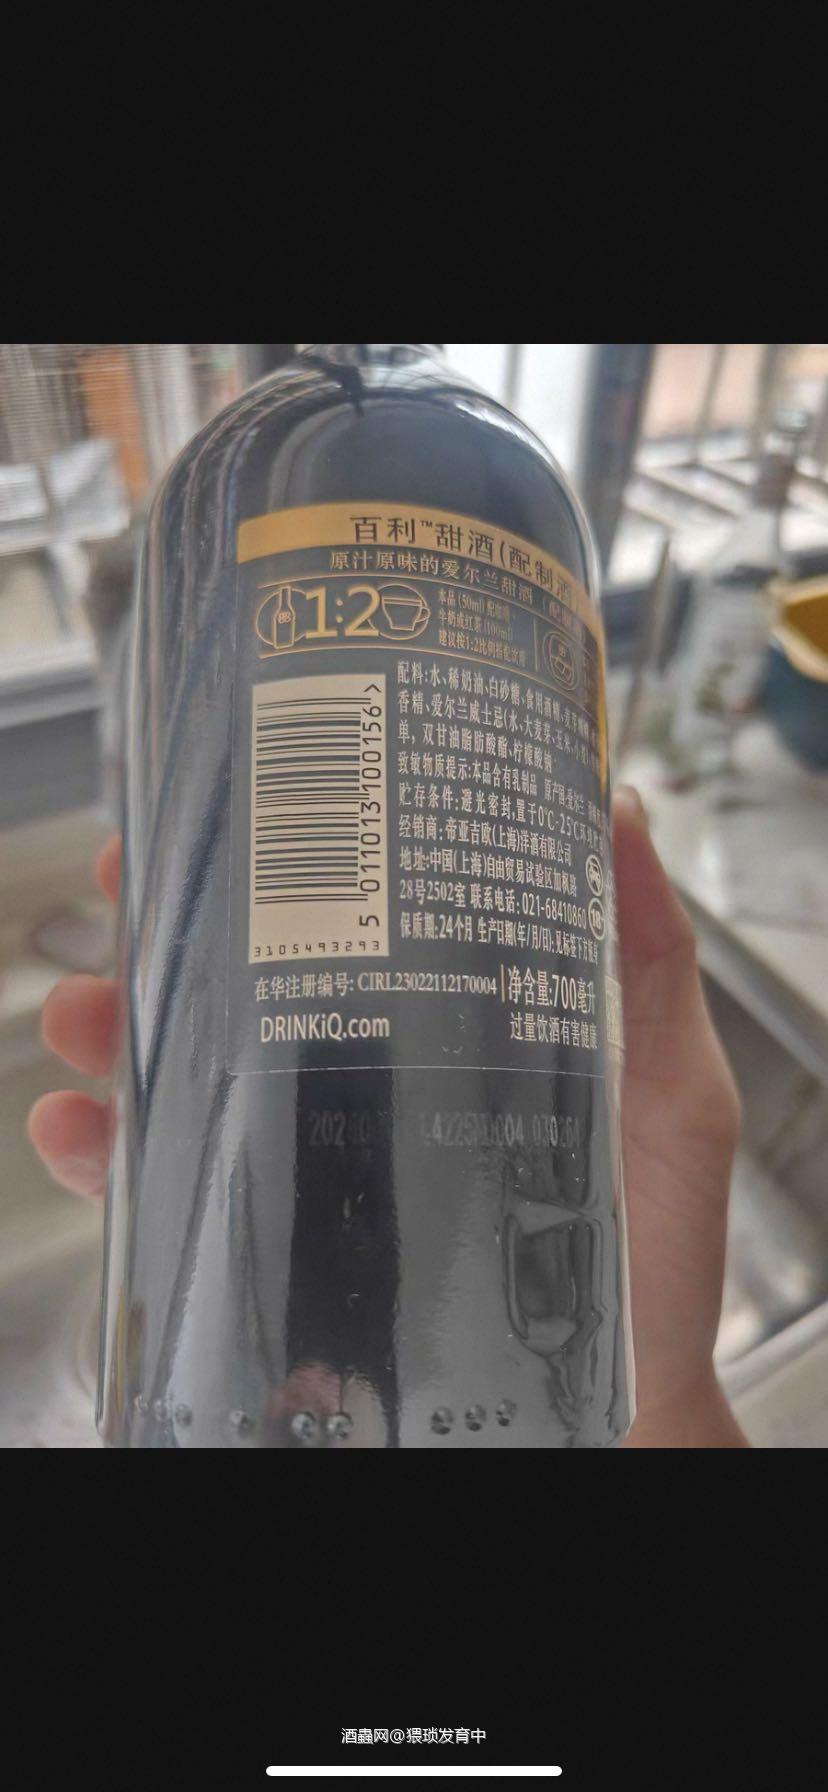 百利™甜酒(配制酒)
原汁原味的爱尔兰甜酒
1:2
本品(50ml)配咖啡、
牛奶或红茶(100ml)
建议按1:2比例搭配饮用
配料:水、稀奶油、白砂糖、食用酒精、麦芽糊精、
香精、爱尔兰威士忌(水、大麦芽、玉米、小麦)、
单,双甘油脂肪酸酯、柠檬酸钠
致敏物质提示:本品含有乳制品 原产国:爱尔兰
贮存条件:避光密封,置于0°C-25°C
经销商:帝亚吉欧(上海)洋酒有限公司
地址:中国(上海)自由贸易试验区加枫路
28号2502室 联系电话:021-68410860
18
保质期:24个月 生产日期(年/月/日):见标签下方瓶身
5 011013 100156 >
3105493293
在华注册编号: CIRL23022112170004
净含量:700毫升
DRINKiQ.com
过量饮酒有害健康
酒蟲网@猥琐发育中